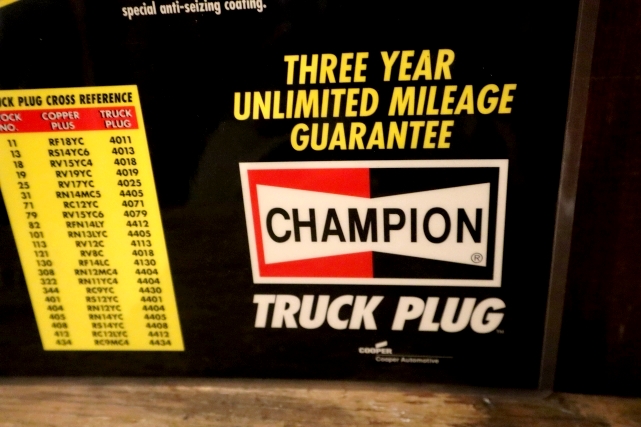 special anti-seizing coating.
THREE YEAR
UNLIMITED MILEAGE
GUARANTEE
CK PLUG CROSS REFERENCE
OCK NO. COPPER PLUS TRUCK PLUG
11 RF18YC 4011
13 RS14YC6 4013
18 RV15YC4 4018
19 RV19YC 4019
25 RV17YC 4025
31 RN14MC5 4405
71 RC12YC 4071
79 RV15YC6 4079
82 RFN14LY 4412
101 RN13LYC 4405
113 RV12C 4113
121 RV8C 4018
130 RF14LC 4130
308 RN12MC4 4404
322 RN11YC4 4404
344 RC9YC 4430
401 RS12YC 4401
404 RN12YC 4404
405 RN14YC 4405
408 RS14YC 4408
412 RC12LYC 4412
434 RC9MC4 4434
CHAMPION
®
TRUCK PLUG™
COOPER
Cooper Automotive